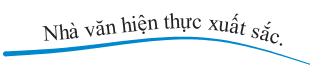 Nhà văn hiện thực xuất sắc.